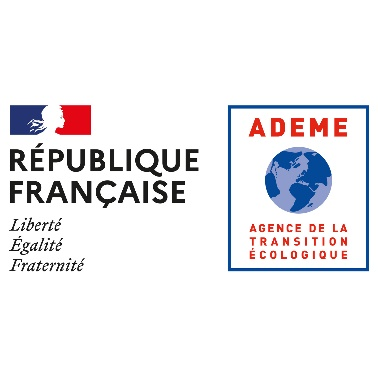 RÉPUBLIQUE
FRANÇAISE
Liberté
Égalité
Fraternité
ADEME
AGENCE DE LA
TRANSITION
ÉCOLOGIQUE